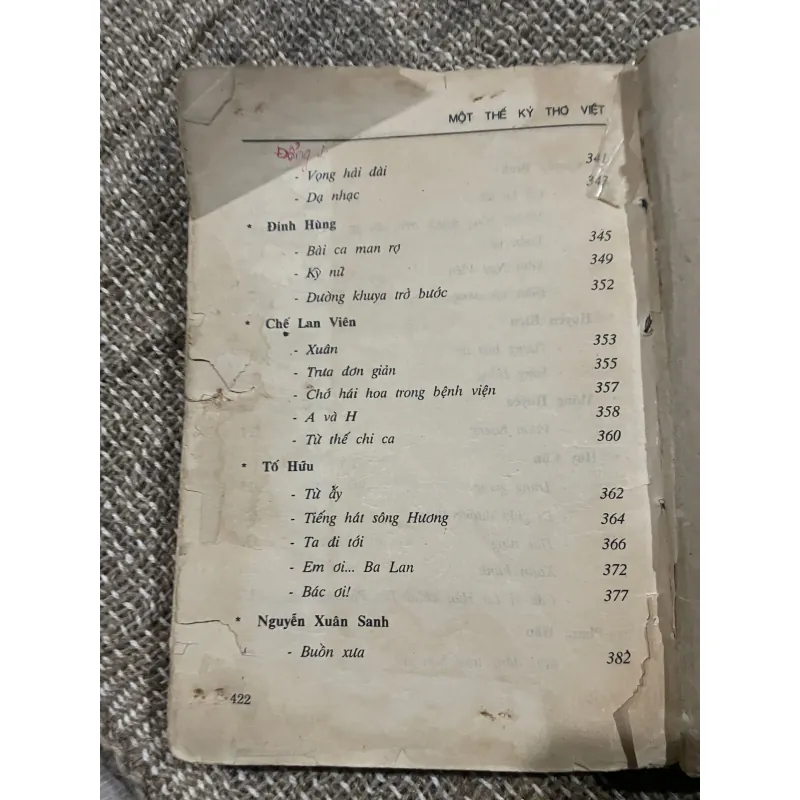 MỘT THẾ KỶ THƠ VIỆT
Đông
- Vọng hải đài 341
- Dạ nhạc 343
* Đinh Hùng
- Bài ca man rợ 345
- Kỳ nữ 349
- Đường khuya trở bước 352
* Chế Lan Viên
- Xuân 353
- Trưa đơn giản 355
- Chó hái hoa trong bệnh viện 357
- A và H 358
- Từ thế chi ca 360
* Tố Hữu
- Từ ấy 362
- Tiếng hát sông Hương 364
- Ta đi tới 366
- Em ơi... Ba Lan 372
- Bác ơi! 377
* Nguyễn Xuân Sanh
- Buồn xưa 382
422